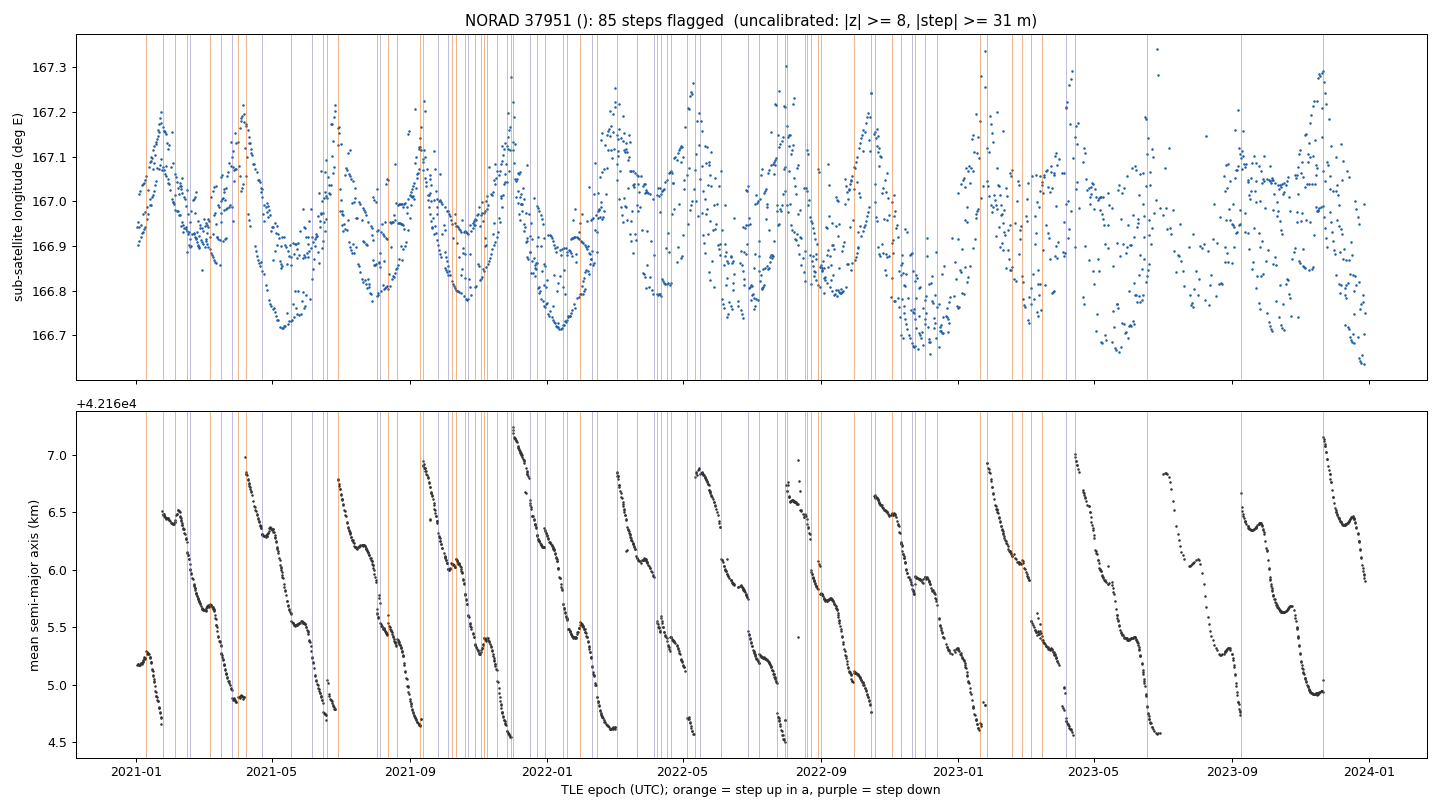 NORAD 37951 (): 85 steps flagged  (uncalibrated: |z| >= 8, |step| >= 31 m)
sub-satellite longitude (deg E)
167.3
167.2
167.1
167.0
166.9
166.8
166.7
+4.216e4
mean semi-major axis (km)
7.0
6.5
6.0
5.5
5.0
4.5
2021-01 2021-05 2021-09 2022-01 2022-05 2022-09 2023-01 2023-05 2023-09 2024-01
TLE epoch (UTC); orange = step up in a, purple = step down